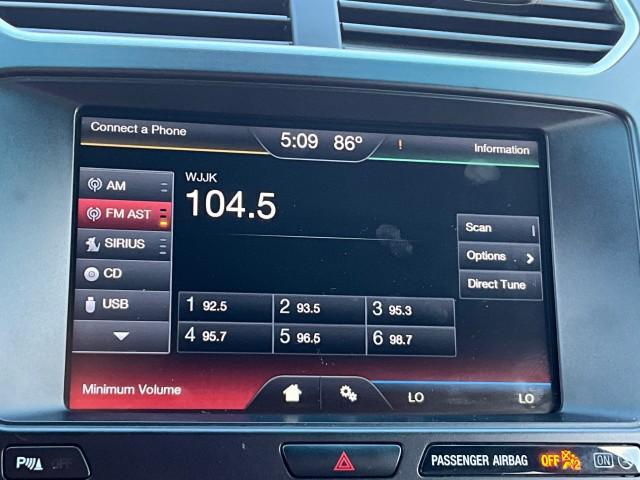 Connect a Phone 5:09 86° ! Information
AM
FM AST
SIRIUS
CD
USB
WJJK
104.5
Scan
Options
Direct Tune
1 92.5 2 93.5 3 95.3
4 95.7 5 96.5 6 98.7
Minimum Volume LO LO
P OFF PASSENGER AIRBAG OFF 2 ON